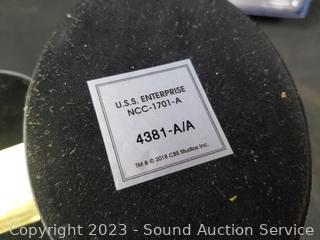 U.S.S. ENTERPRISE
NCC-1701-A
4381-A/A
TM & © 2018 CBS Studios Inc.
Copyright 2023 - Sound Auction Service